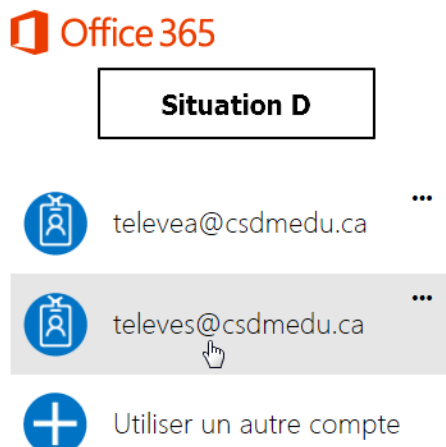 Office 365
Situation D
televea@csdmedu.ca
televes@csdmedu.ca
Utiliser un autre compte